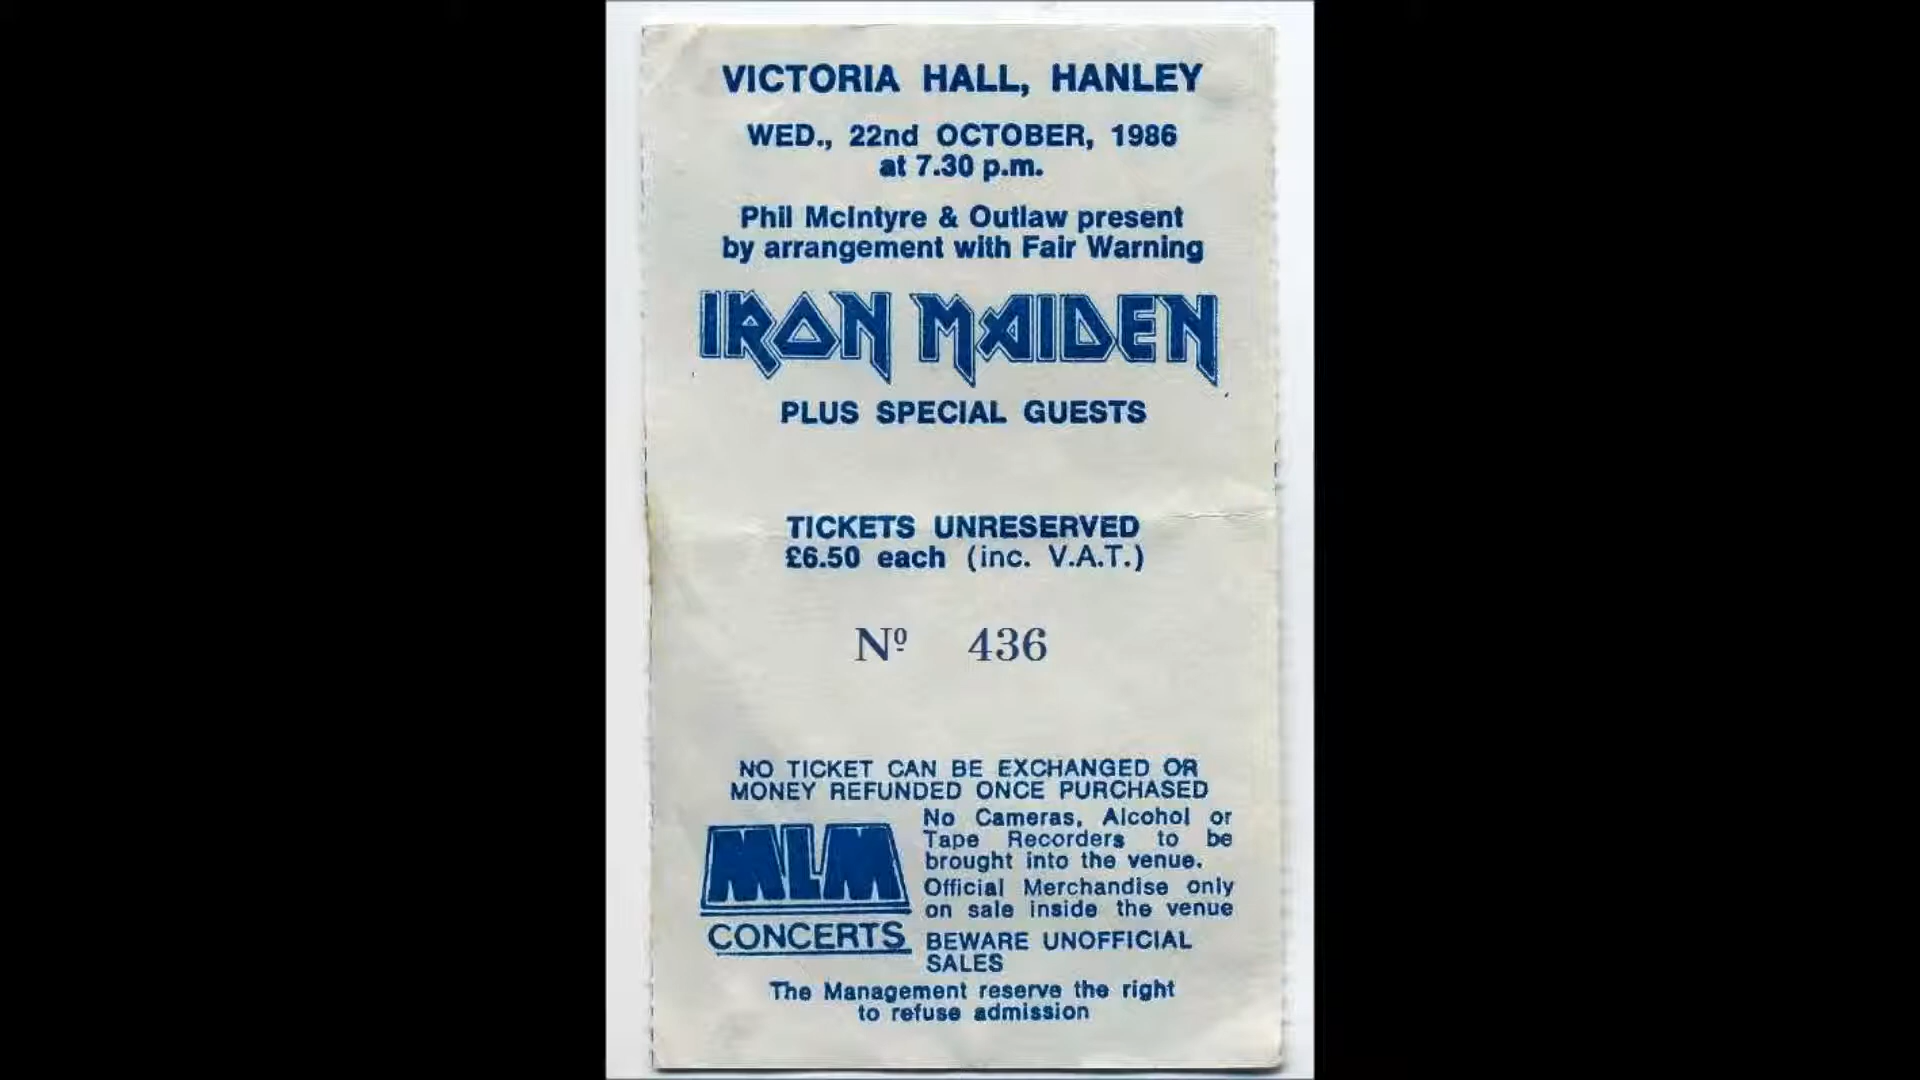 VICTORIA HALL, HANLEY
WED., 22nd OCTOBER, 1986
at 7.30 p.m.
Phil McIntyre & Outlaw present
by arrangement with Fair Warning
IRON MAIDEN
PLUS SPECIAL GUESTS
TICKETS UNRESERVED
£6.50 each (inc. V.A.T.)
Nº 436
NO TICKET CAN BE EXCHANGED OR
MONEY REFUNDED ONCE PURCHASED
No Cameras, Alcohol or
Tape Recorders to be
brought into the venue.
Official Merchandise only
on sale inside the venue
BEWARE UNOFFICIAL
SALES
MLM
CONCERTS
The Management reserve the right
to refuse admission